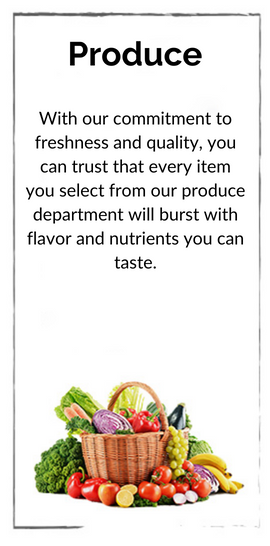 Produce
With our commitment to
freshness and quality, you
can trust that every item
you select from our produce
department will burst with
flavor and nutrients you can
taste.